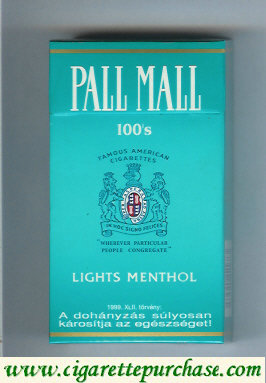 PALL MALL
100's
FAMOUS AMERICAN
CIGARETTES
IN HOC SIGNO VINCES
"WHEREVER PARTICULAR
PEOPLE CONGREGATE"
LIGHTS MENTHOL
1999. XLII. törvény:
A dohányzás súlyosan
károsítja az egészséget!
www.cigarettepurchase.com